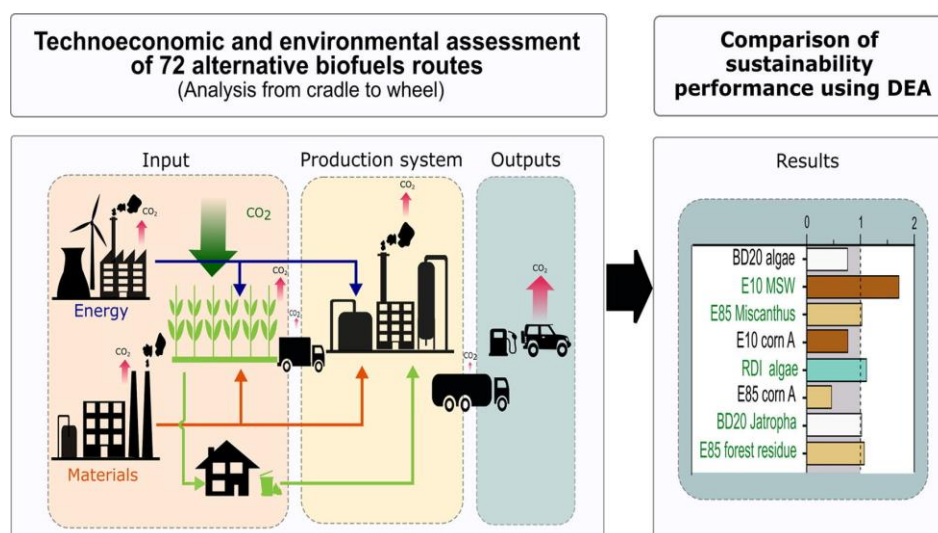 Technoeconomic and environmental assessment
of 72 alternative biofuels routes
(Analysis from cradle to wheel)
Comparison of
sustainability
performance using DEA
Input
Production system
Outputs
Results
CO₂
CO₂
CO₂
CO₂
CO₂
CO₂
CO₂
CO₂
Energy
Materials
0
1
2
BD20 algae
E10 MSW
E85 Miscanthus
E10 corn A
RDI algae
E85 corn A
BD20 Jatropha
E85 forest residue